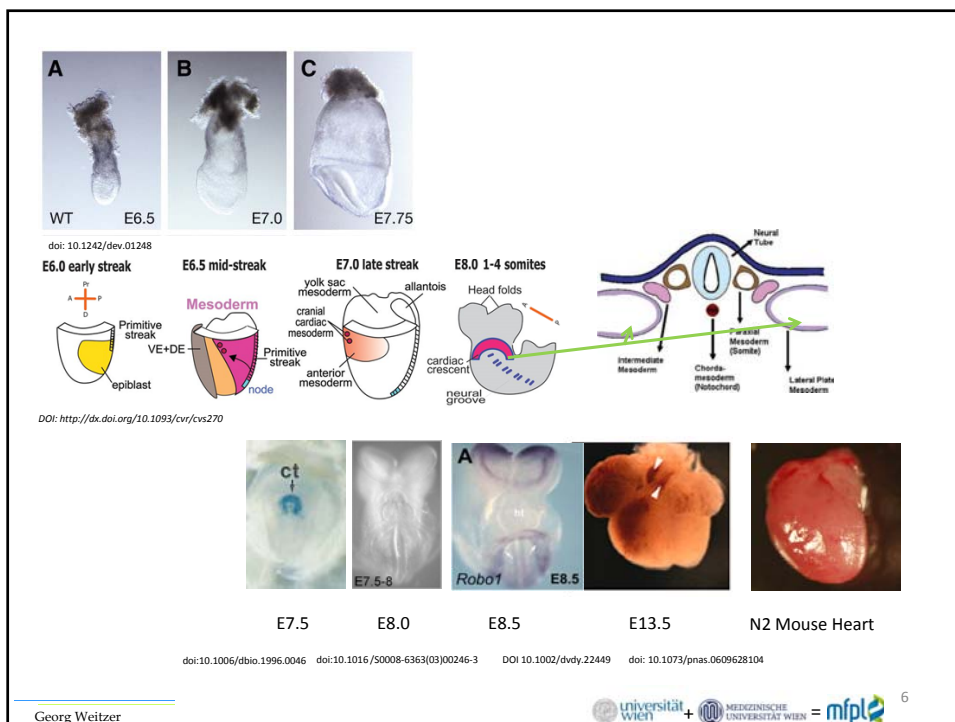 A
B
C
WT
E6.5
E7.0
E7.75
doi: 10.1242/dev.01248
E6.0 early streak
E6.5 mid-streak
E7.0 late streak
E8.0 1-4 somites
Pr
A
P
D
Primitive
streak
VE+DE
epiblast
Mesoderm
Primitive
streak
node
yolk sac
mesoderm
allantois
cranial
cardiac
mesoderm
anterior
mesoderm
Head folds
A
P
cardiac
crescent
neural
groove
Neural
Tube
Intermediate
Mesoderm
Chorda-
mesoderm
(Notochord)
Paraxial
Mesoderm
(Somite)
Lateral Plate
Mesoderm
DOI: http://dx.doi.org/10.1093/cvr/cvs270
ct
E7.5-8
A
ht
Robo1
E8.5
E7.5
E8.0
E8.5
E13.5
N2 Mouse Heart
doi:10.1006/dbio.1996.0046
doi:10.1016 /S0008-6363(03)00246-3
DOI 10.1002/dvdy.22449
doi: 10.1073/pnas.0609628104
Georg Weitzer
universität
wien
+
MEDIZINISCHE
UNIVERSITÄT WIEN
= mfpl
6